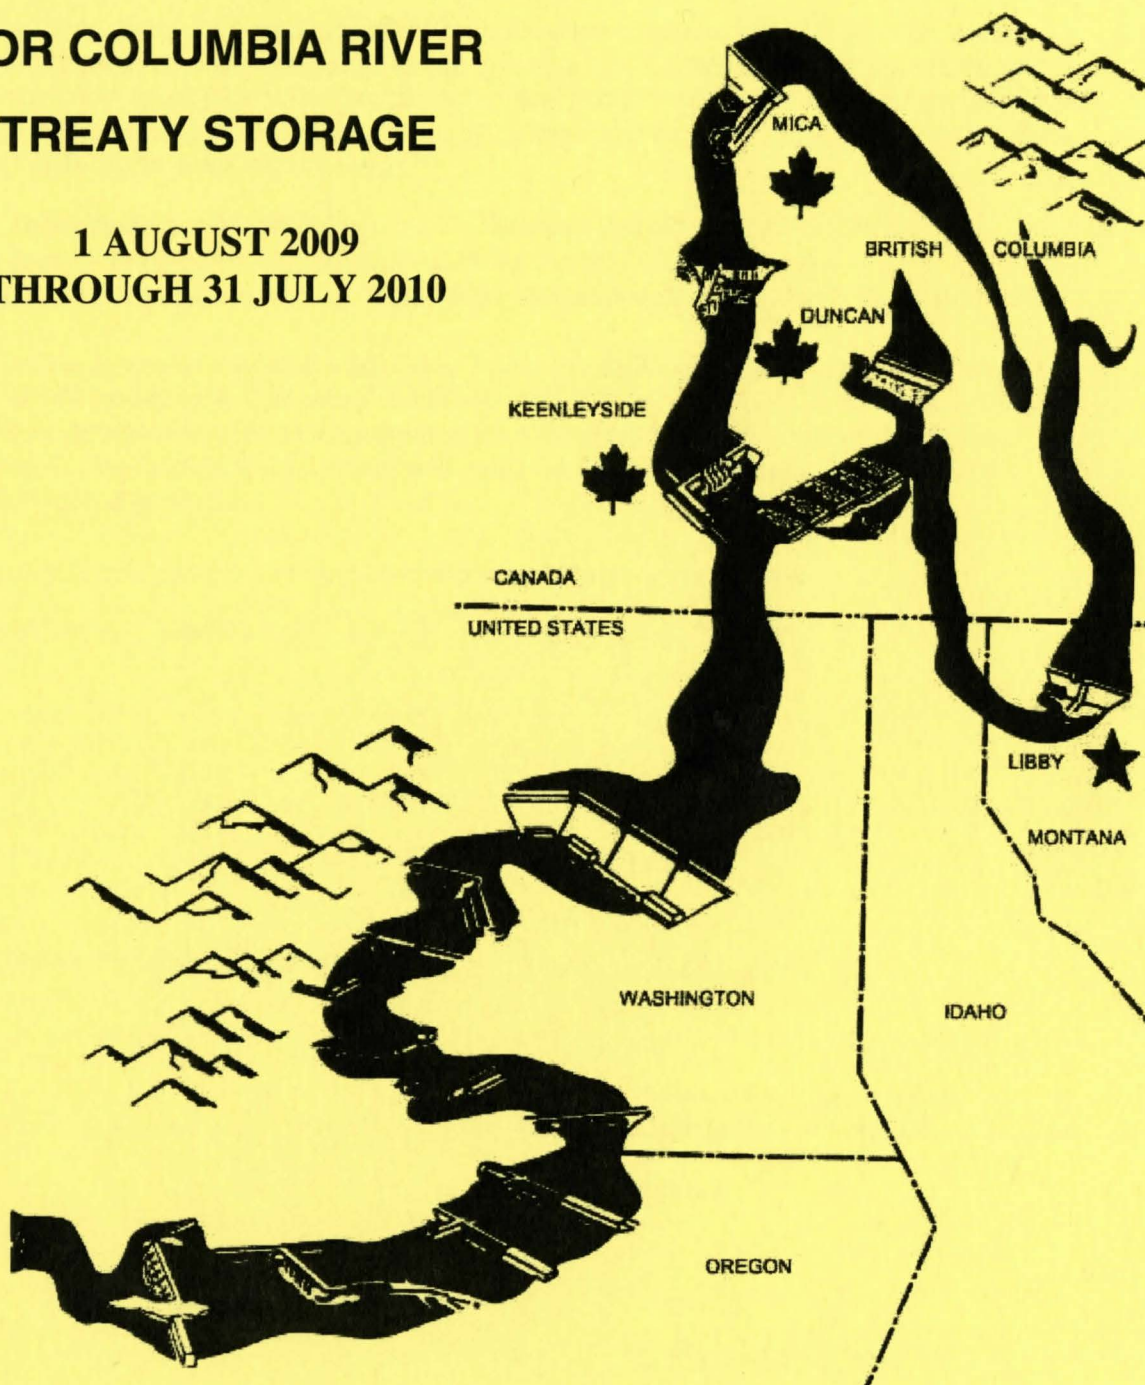 OR COLUMBIA RIVER
TREATY STORAGE
1 AUGUST 2009
THROUGH 31 JULY 2010
MICA
BRITISH COLUMBIA
DUNCAN
KEENLEYSIDE
CANADA
UNITED STATES
LIBBY
MONTANA
WASHINGTON
IDAHO
OREGON